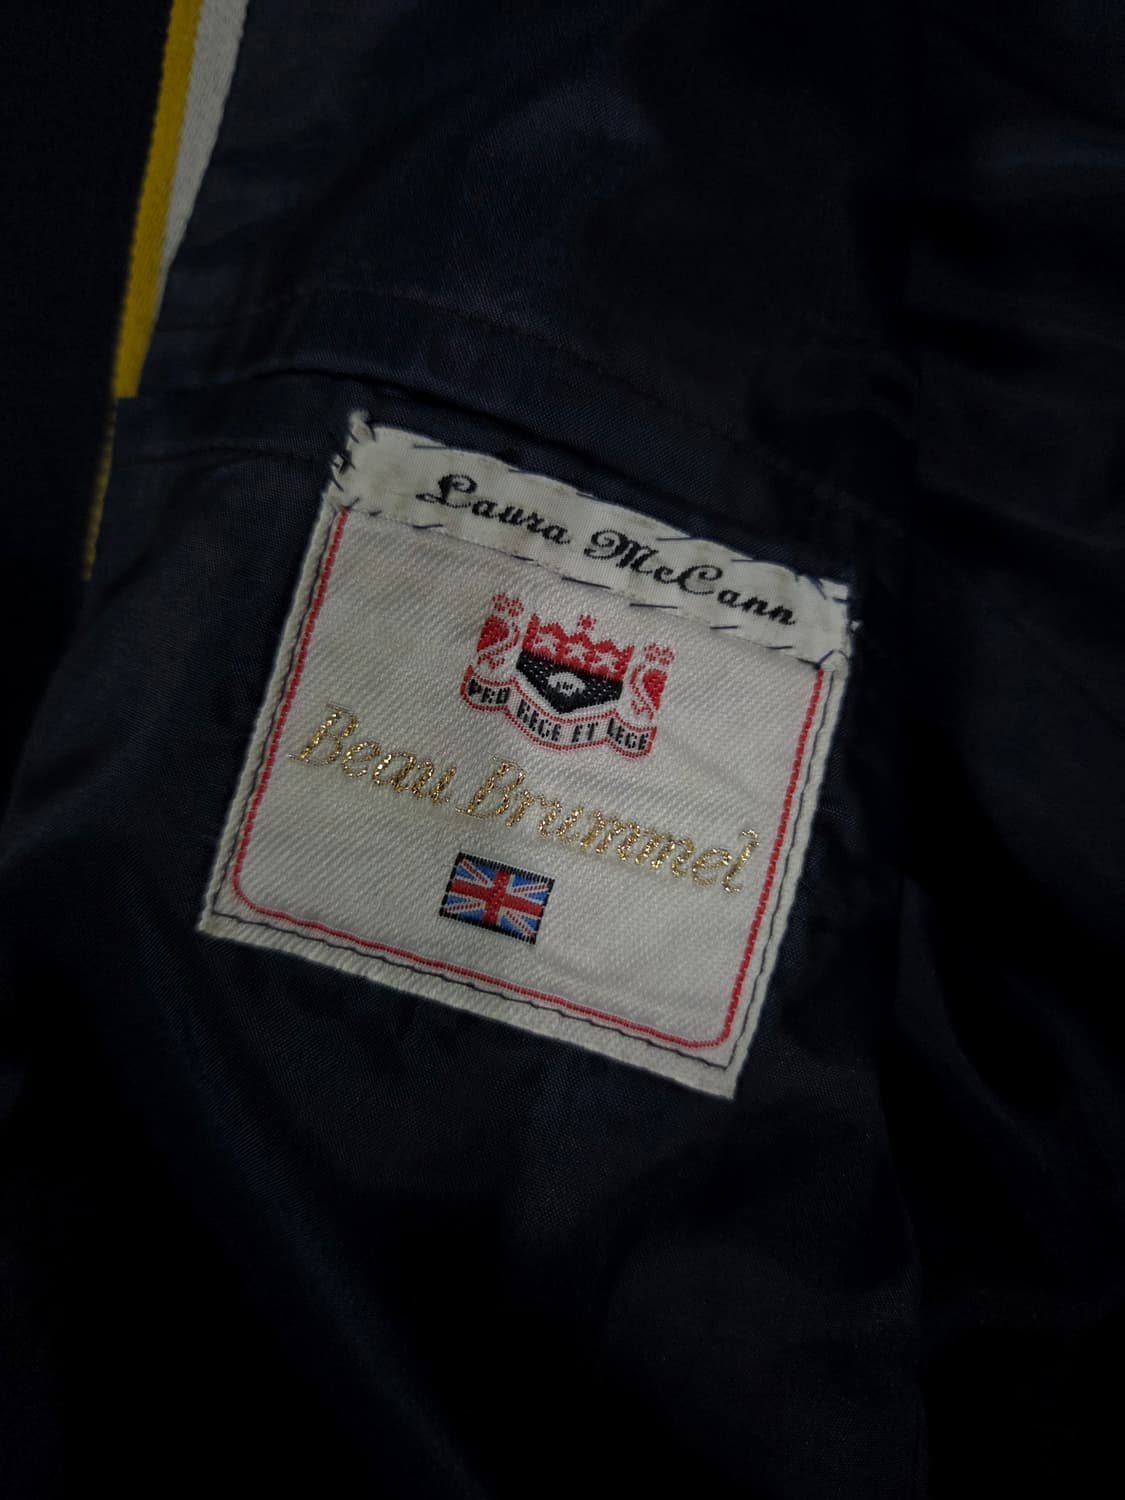 Laura McCann
PRO REGE ET LEGE
Beau Brummel